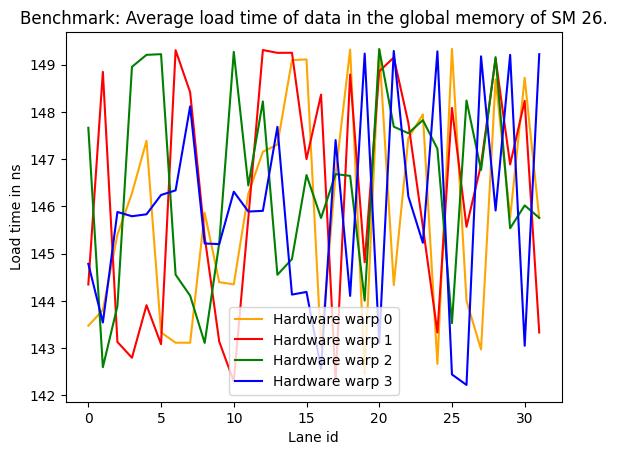 Benchmark: Average load time of data in the global memory of SM 26.
149
148
147
146
145
144
143
142
Load time in ns
Hardware warp 0
Hardware warp 1
Hardware warp 2
Hardware warp 3
0 5 10 15 20 25 30
Lane id